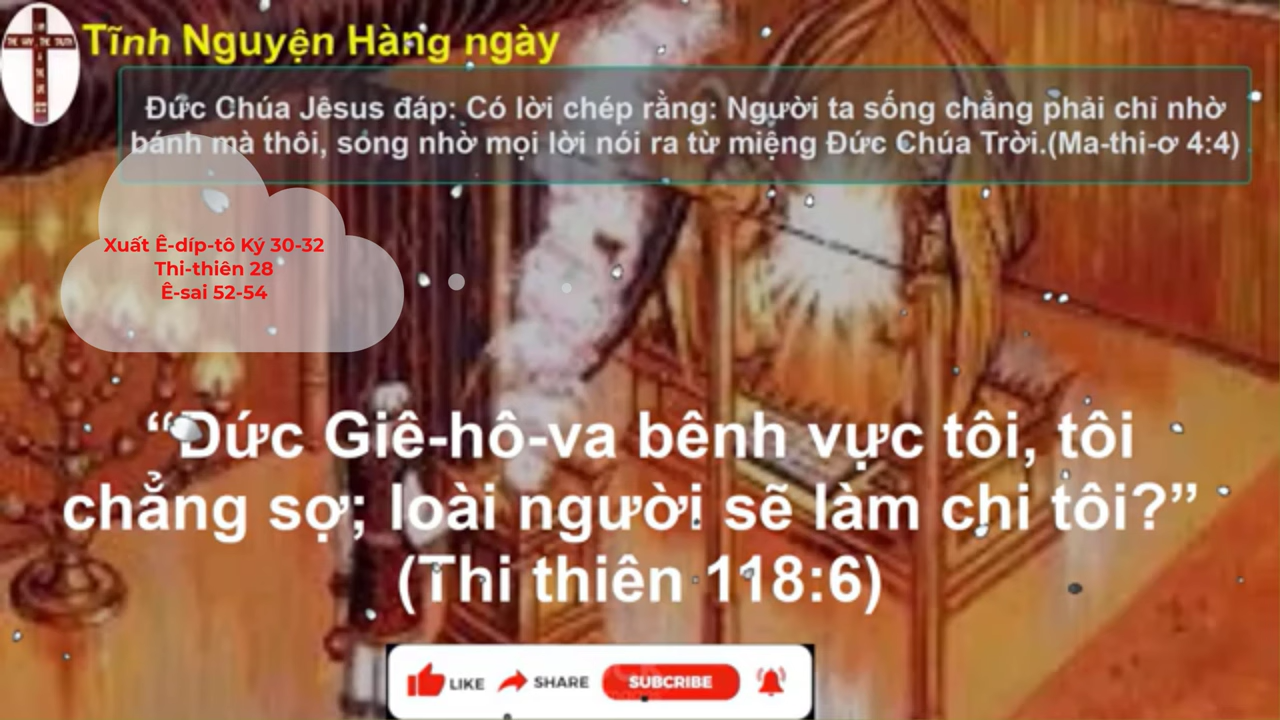 Tĩnh Nguyện Hàng ngày
Đức Chúa Jêsus đáp: Có lời chép rằng: Người ta sống chẳng phải chỉ nhờ
bánh mà thôi, sóng nhờ mọi lời nói ra từ miệng Đức Chúa Trời.(Ma-thi-ơ 4:4)
Xuất Ê-díp-tô Ký 30-32
Thi-thiên 28
Ê-sai 52-54
“Đức Giê-hô-va bênh vực tôi, tôi
chẳng sợ; loài người sẽ làm chi tôi?”
(Thi thiên 118:6)
LIKE SHARE SUBCRIBE